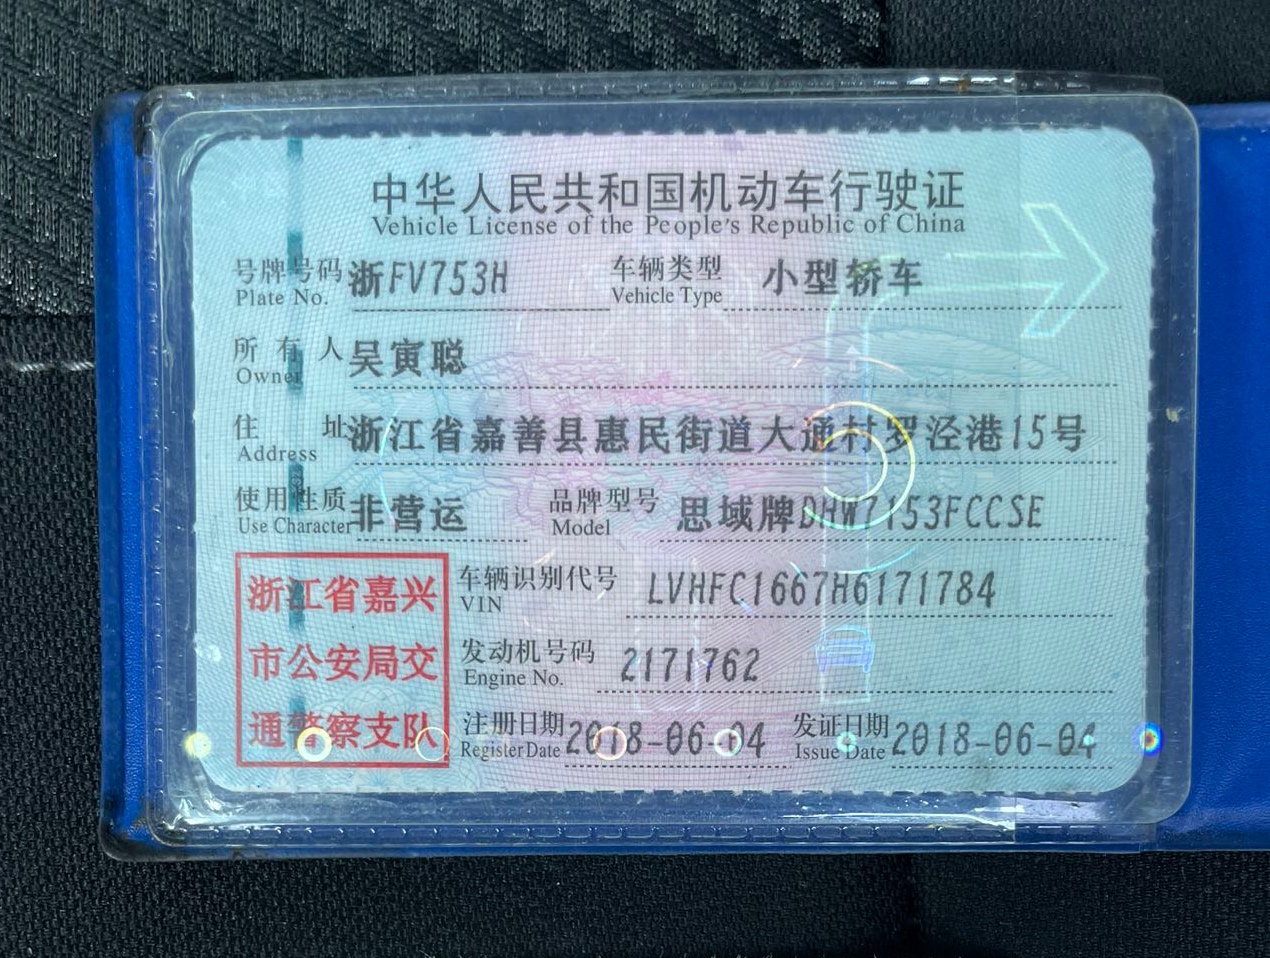 中华人民共和国机动车行驶证
Vehicle License of the People's Republic of China
号牌号码 浙FV753H 车辆类型 小型轿车
Plate No. Vehicle Type
所有人 吴寅聪
Owner
住址 浙江省嘉善县惠民街道大通村罗泾港15号
Address
使用性质 非营运 品牌型号 思域牌DHW7153FCCSE
Use Character Model
浙江省嘉兴
市公安局交
通警察支队
车辆识别代号 LVHFC1667H6171784
VIN
发动机号码 2171762
Engine No.
注册日期 2018-06-04 发证日期 2018-06-04
Register Date Issue Date